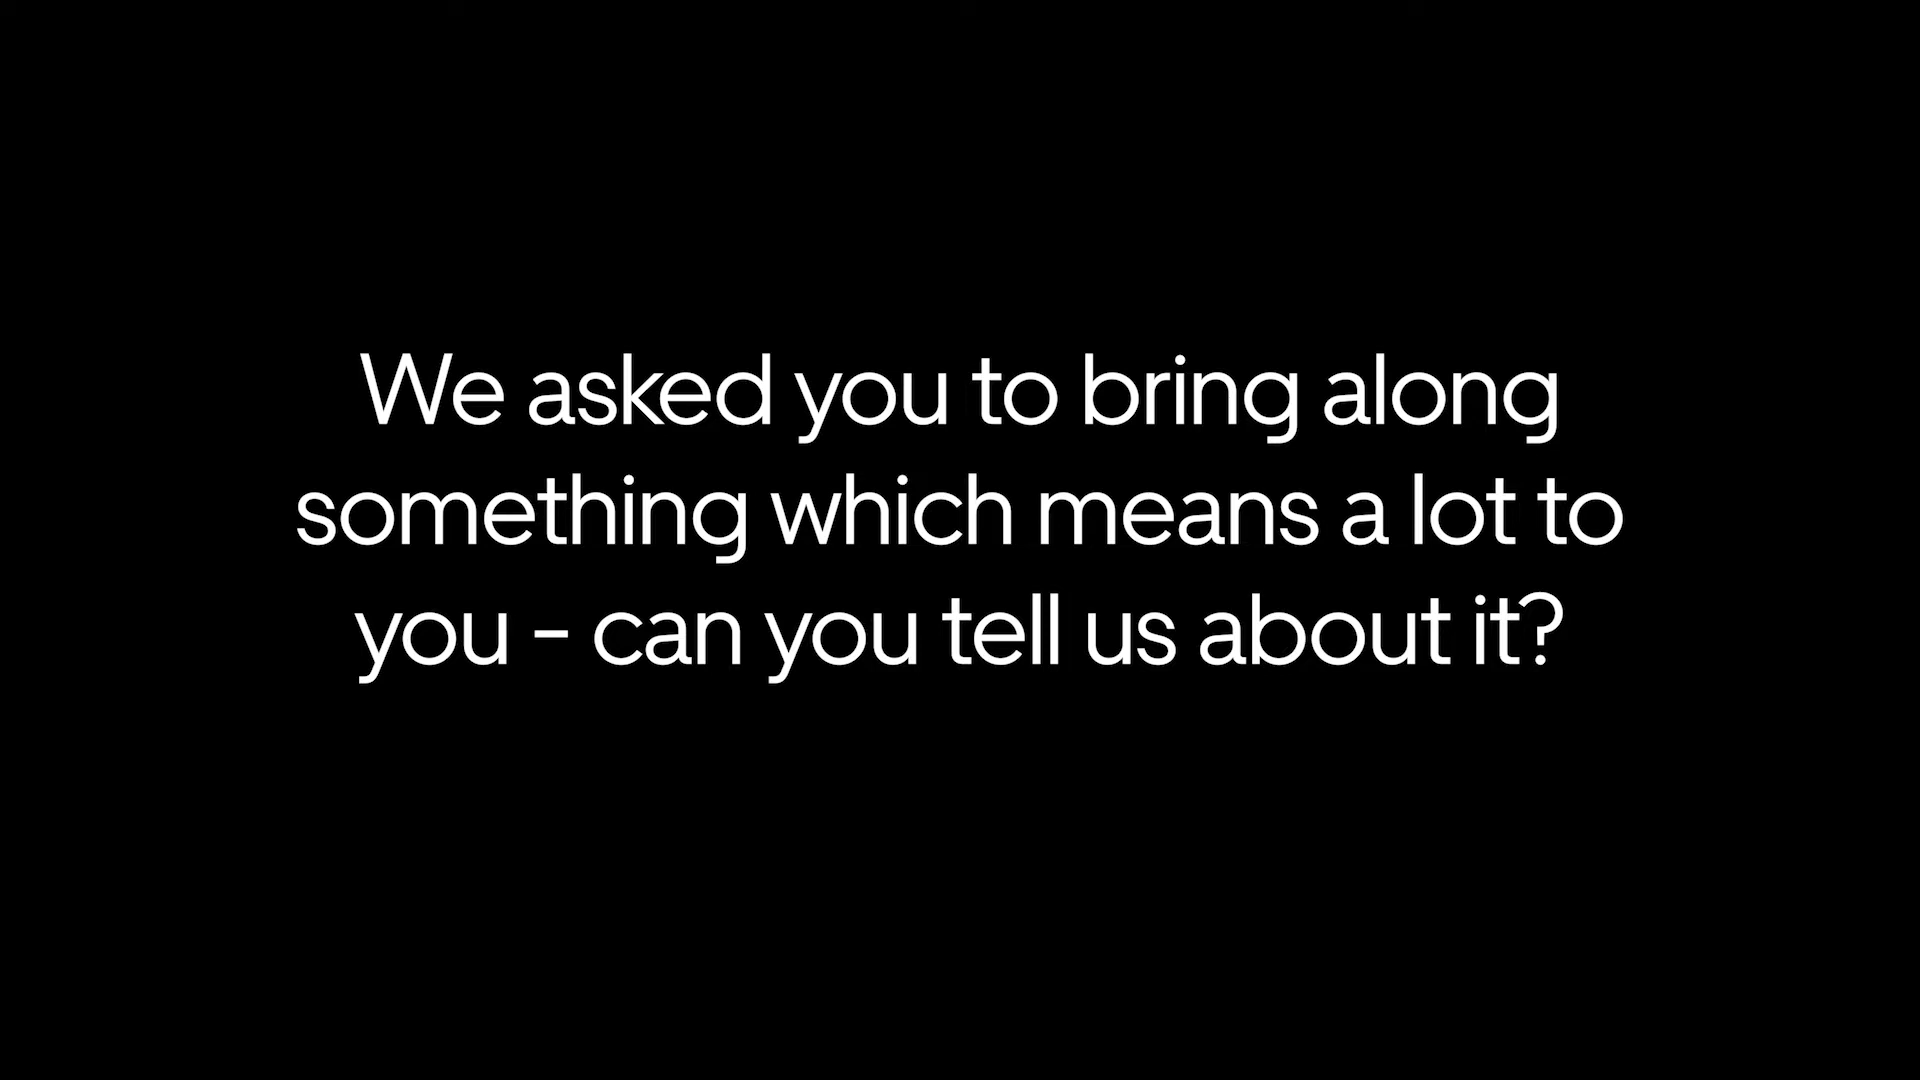 We asked you to bring along
something which means a lot to
you - can you tell us about it?